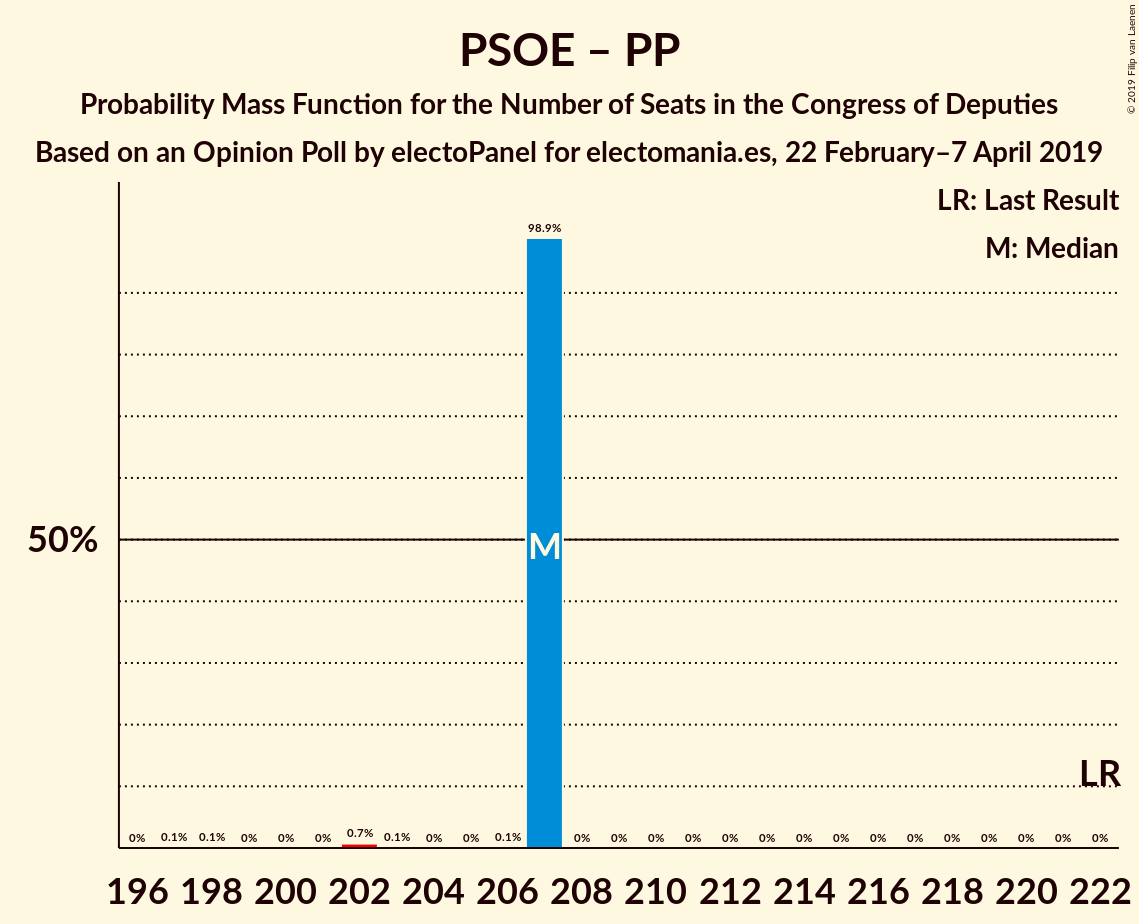 PSOE – PP
Probability Mass Function for the Number of Seats in the Congress of Deputies
Based on an Opinion Poll by electoPanel for electomania.es, 22 February–7 April 2019
© 2019 Filip van Laenen
LR: Last Result
M: Median
98.9%
50%
M
LR
0% 0.1% 0.1% 0% 0% 0% 0.7% 0.1% 0% 0% 0.1% 0% 0% 0% 0% 0% 0% 0% 0% 0% 0% 0% 0% 0% 0% 0%
196 198 200 202 204 206 208 210 212 214 216 218 220 222